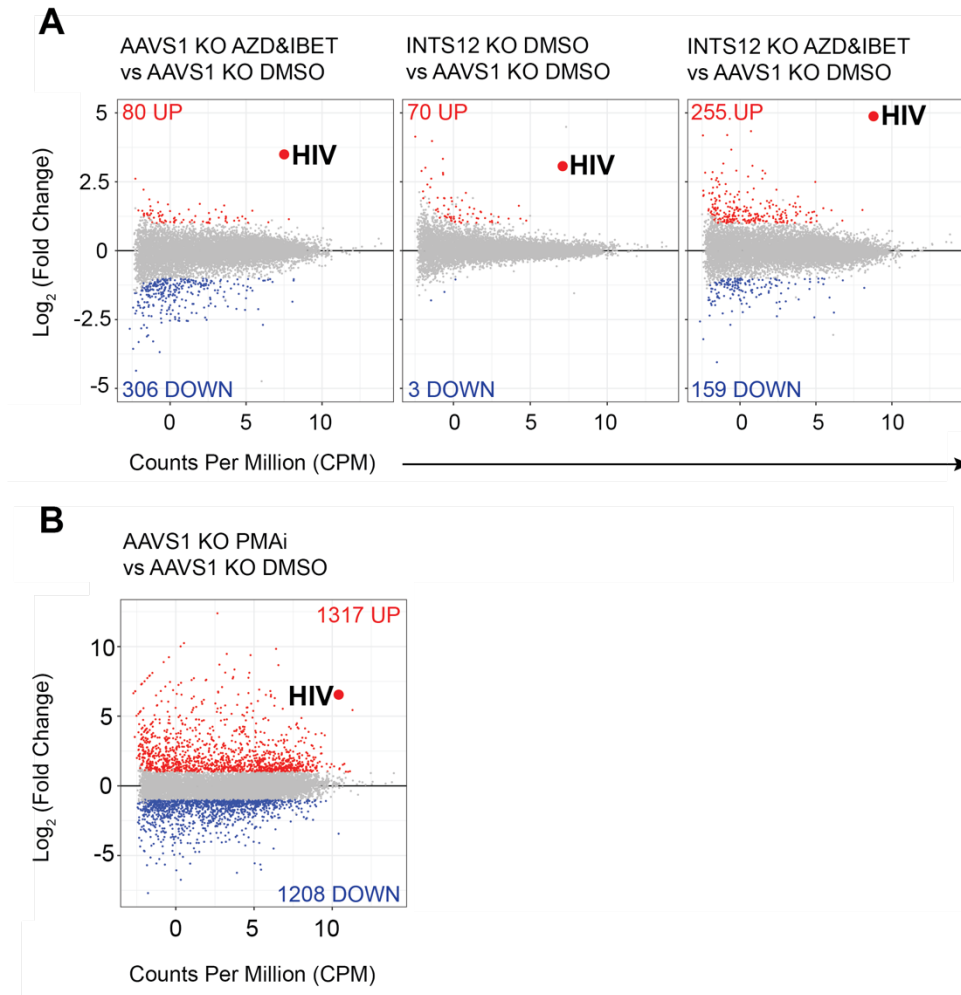 A
AAVS1 KO AZD&IBET
vs AAVS1 KO DMSO
INTS12 KO DMSO
vs AAVS1 KO DMSO
INTS12 KO AZD&IBET
vs AAVS1 KO DMSO
Log2 (Fold Change)
5
2.5
0
-2.5
-5
80 UP
HIV
306 DOWN
70 UP
HIV
3 DOWN
255 UP
HIV
159 DOWN
0 5 10
0 5 10
0 5 10
Counts Per Million (CPM)
B
AAVS1 KO PMAi
vs AAVS1 KO DMSO
Log2 (Fold Change)
10
5
0
-5
1317 UP
HIV
1208 DOWN
0 5 10
Counts Per Million (CPM)